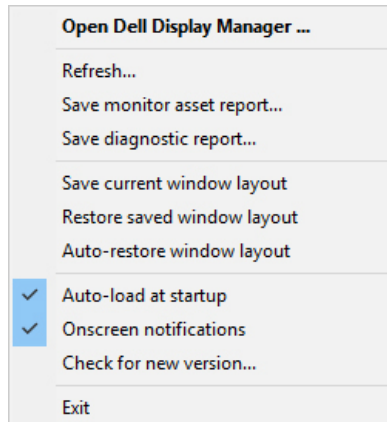 Open Dell Display Manager ...
Refresh...
Save monitor asset report...
Save diagnostic report...
Save current window layout
Restore saved window layout
Auto-restore window layout
Auto-load at startup
Onscreen notifications
Check for new version...
Exit